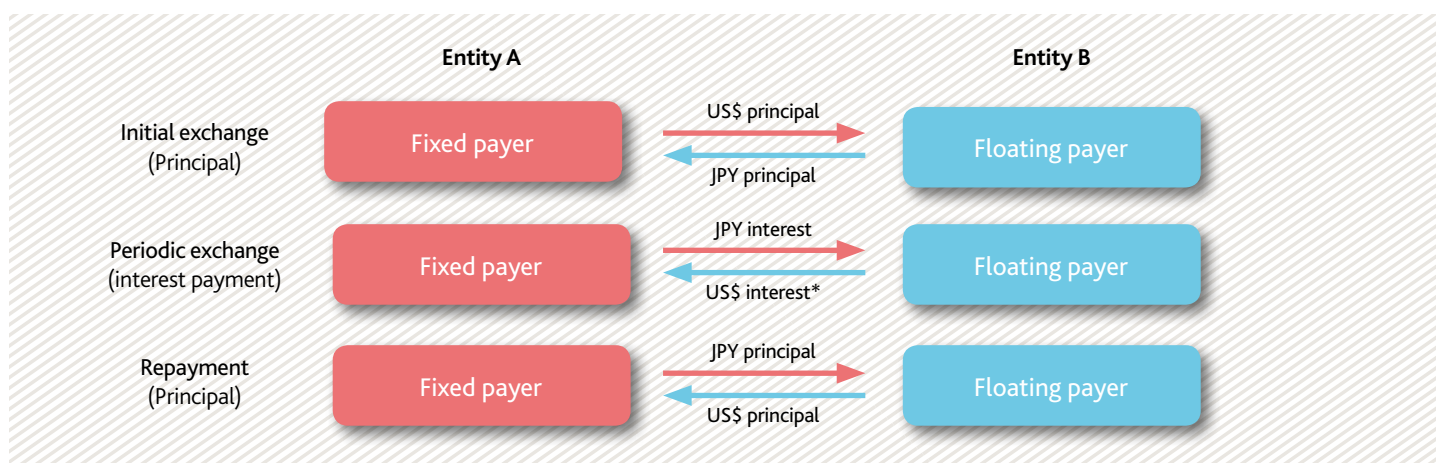 Entity A
Entity B
Initial exchange
(Principal)
Fixed payer
US$ principal
JPY principal
Floating payer
Periodic exchange
(interest payment)
Fixed payer
JPY interest
US$ interest*
Floating payer
Repayment
(Principal)
Fixed payer
JPY principal
US$ principal
Floating payer